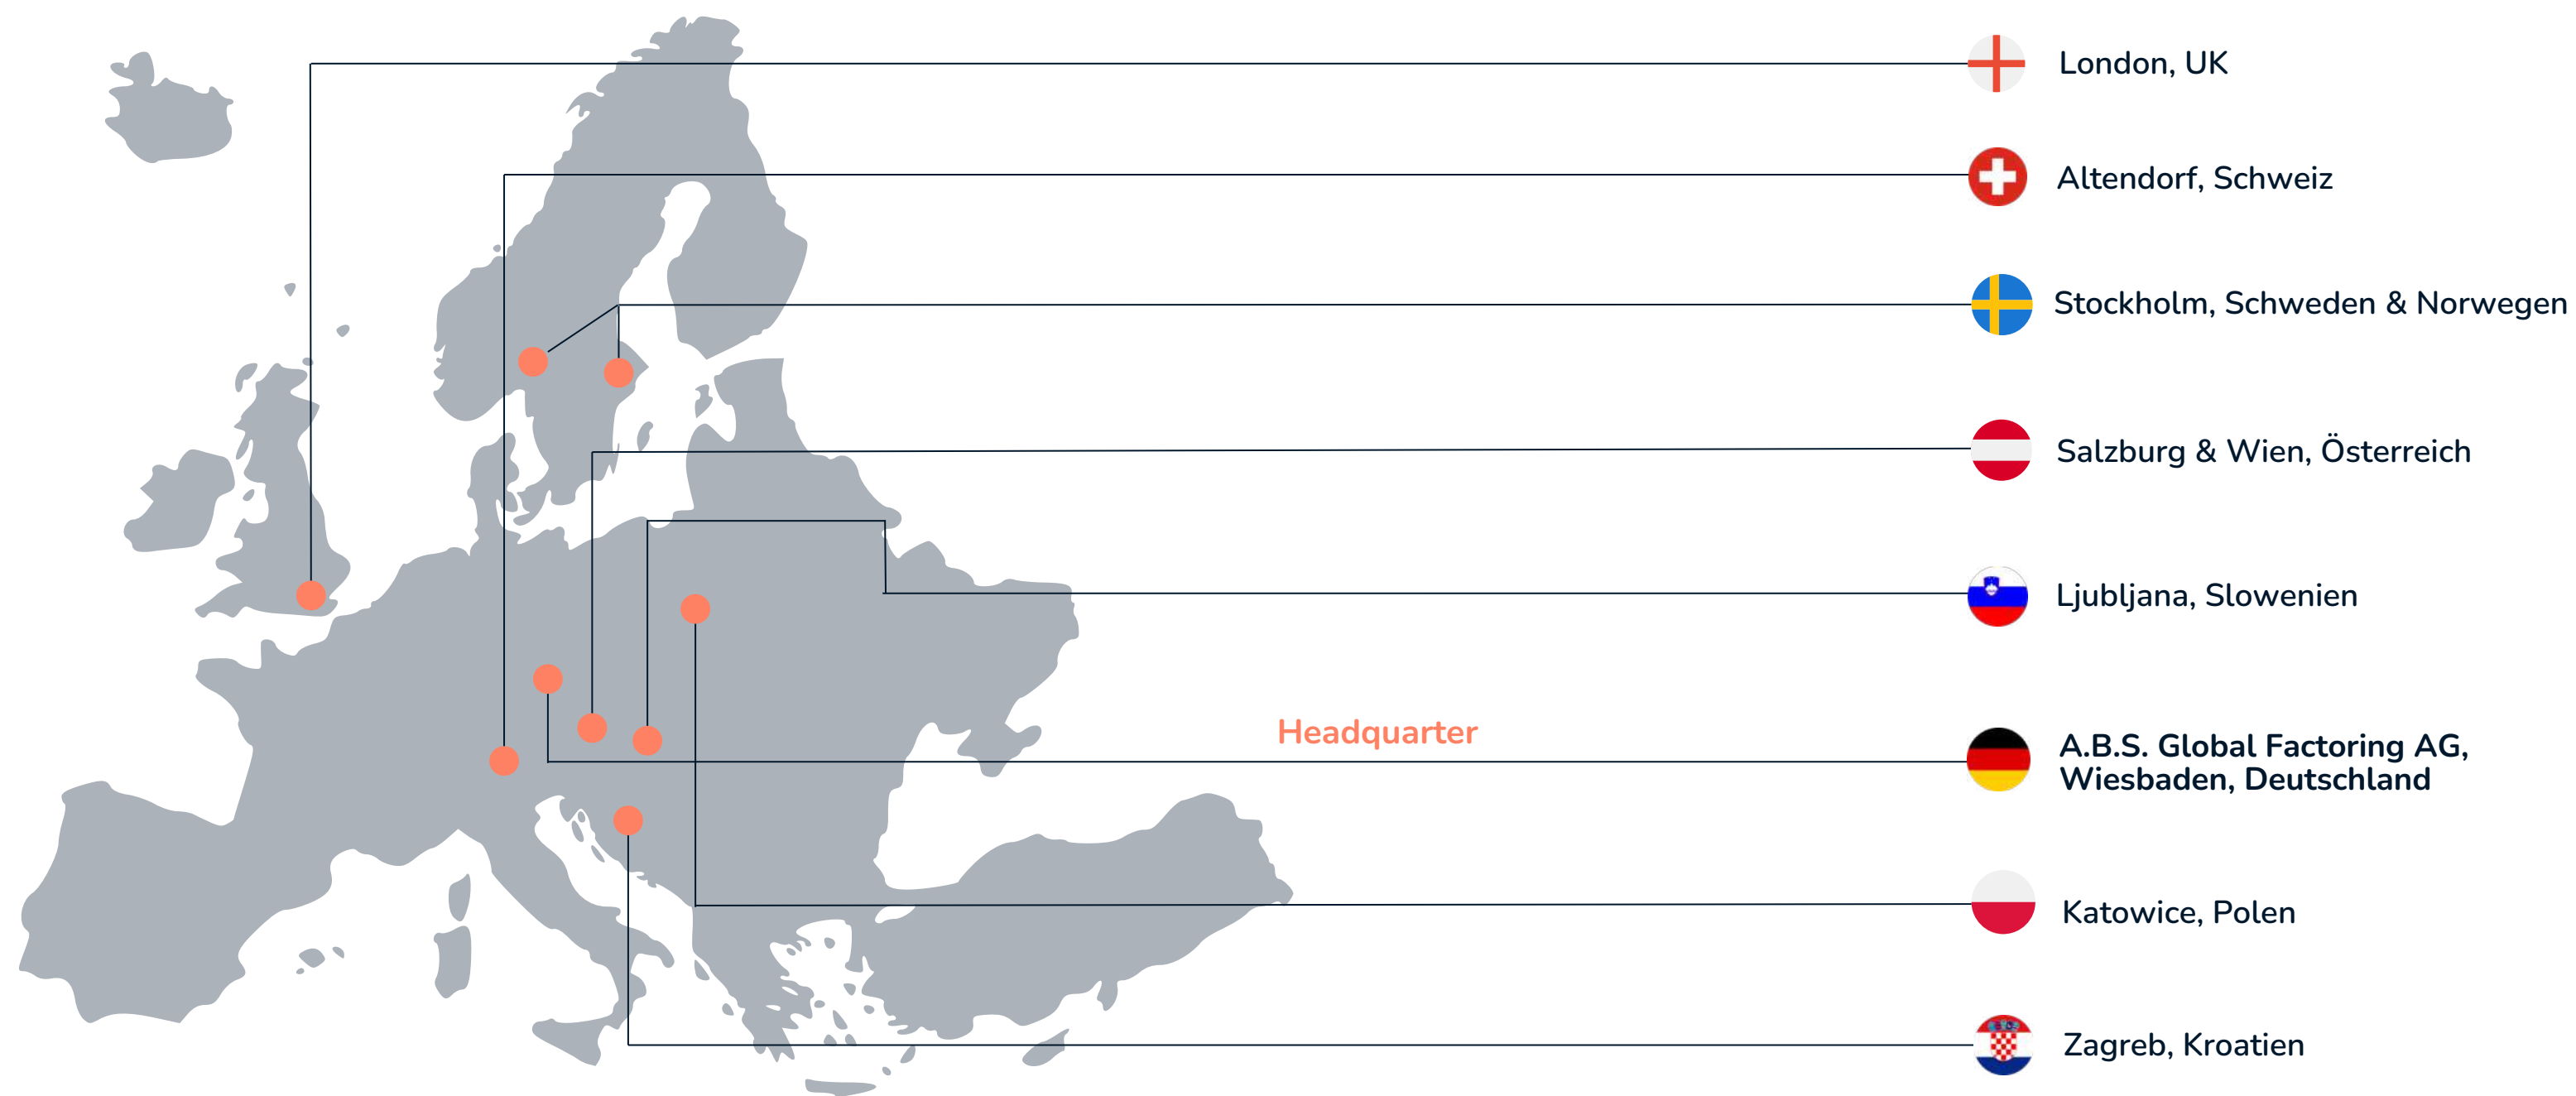 London, UK
Altendorf, Schweiz
Stockholm, Schweden & Norwegen
Salzburg & Wien, Österreich
Ljubljana, Slowenien
Headquarter
A.B.S. Global Factoring AG,
Wiesbaden, Deutschland
Katowice, Polen
Zagreb, Kroatien